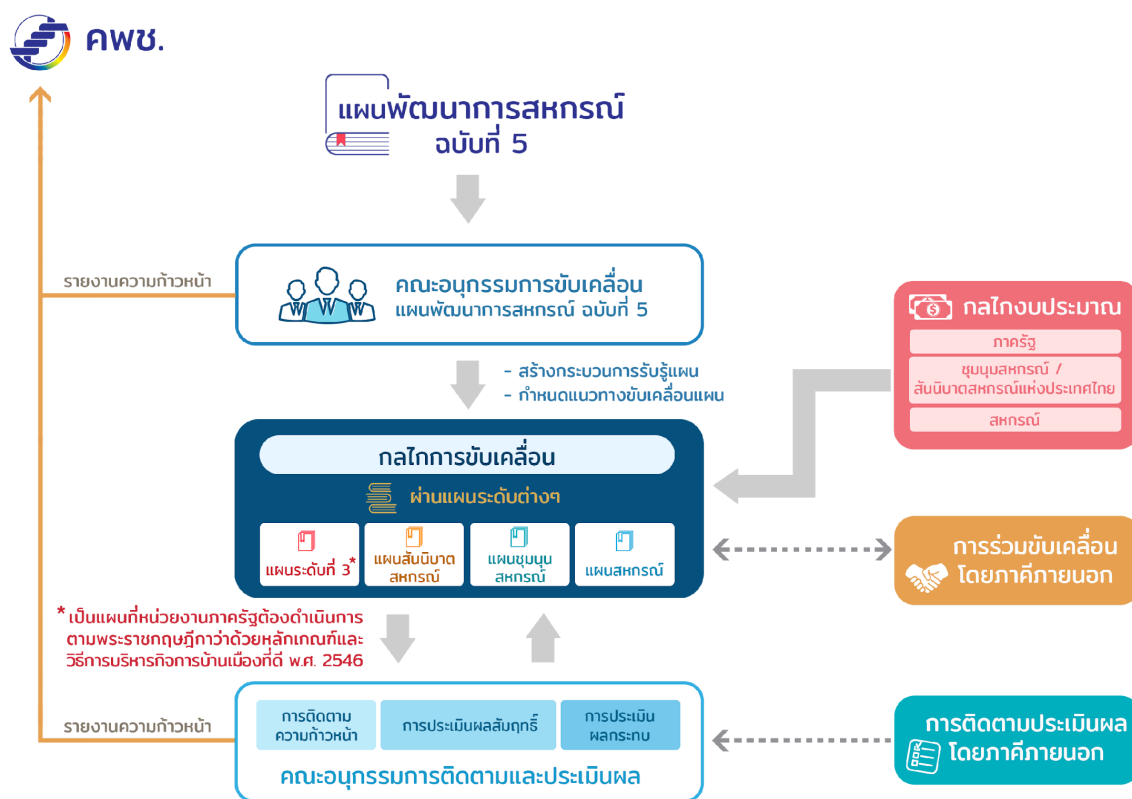 คพช.
แผนพัฒนาการสหกรณ์
ฉบับที่ 5
รายงานความก้าวหน้า
คณะอนุกรรมการขับเคลื่อน
แผนพัฒนาการสหกรณ์ ฉบับที่ 5
- สร้างกระบวนการรับรู้แผน
- กำหนดแนวทางขับเคลื่อนแผน
กลไกงบประมาณ
ภาครัฐ
ชุมนุมสหกรณ์ /
สันนิบาตสหกรณ์แห่งประเทศไทย
สหกรณ์
กลไกการขับเคลื่อน
ผ่านแผนระดับต่างๆ
แผนระดับที่ 3*
แผนสันนิบาต
สหกรณ์
แผนชุมนุน
สหกรณ์
แผนสหกรณ์
การร่วมขับเคลื่อน
โดยภาคีภายนอก
* เป็นแผนที่หน่วยงานภาครัฐต้องดำเนินการ
ตามพระราชกฤษฎีกาว่าด้วยหลักเกณฑ์และ
วิธีการบริหารกิจการบ้านเมืองที่ดี พ.ศ. 2546
รายงานความก้าวหน้า
การติดตาม
ความก้าวหน้า
การประเมินผลสัมฤทธิ์
การประเมิน
ผลกระทบ
คณะอนุกรรมการติดตามและประเมินผล
การติดตามประเมินผล
โดยภาคีภายนอก